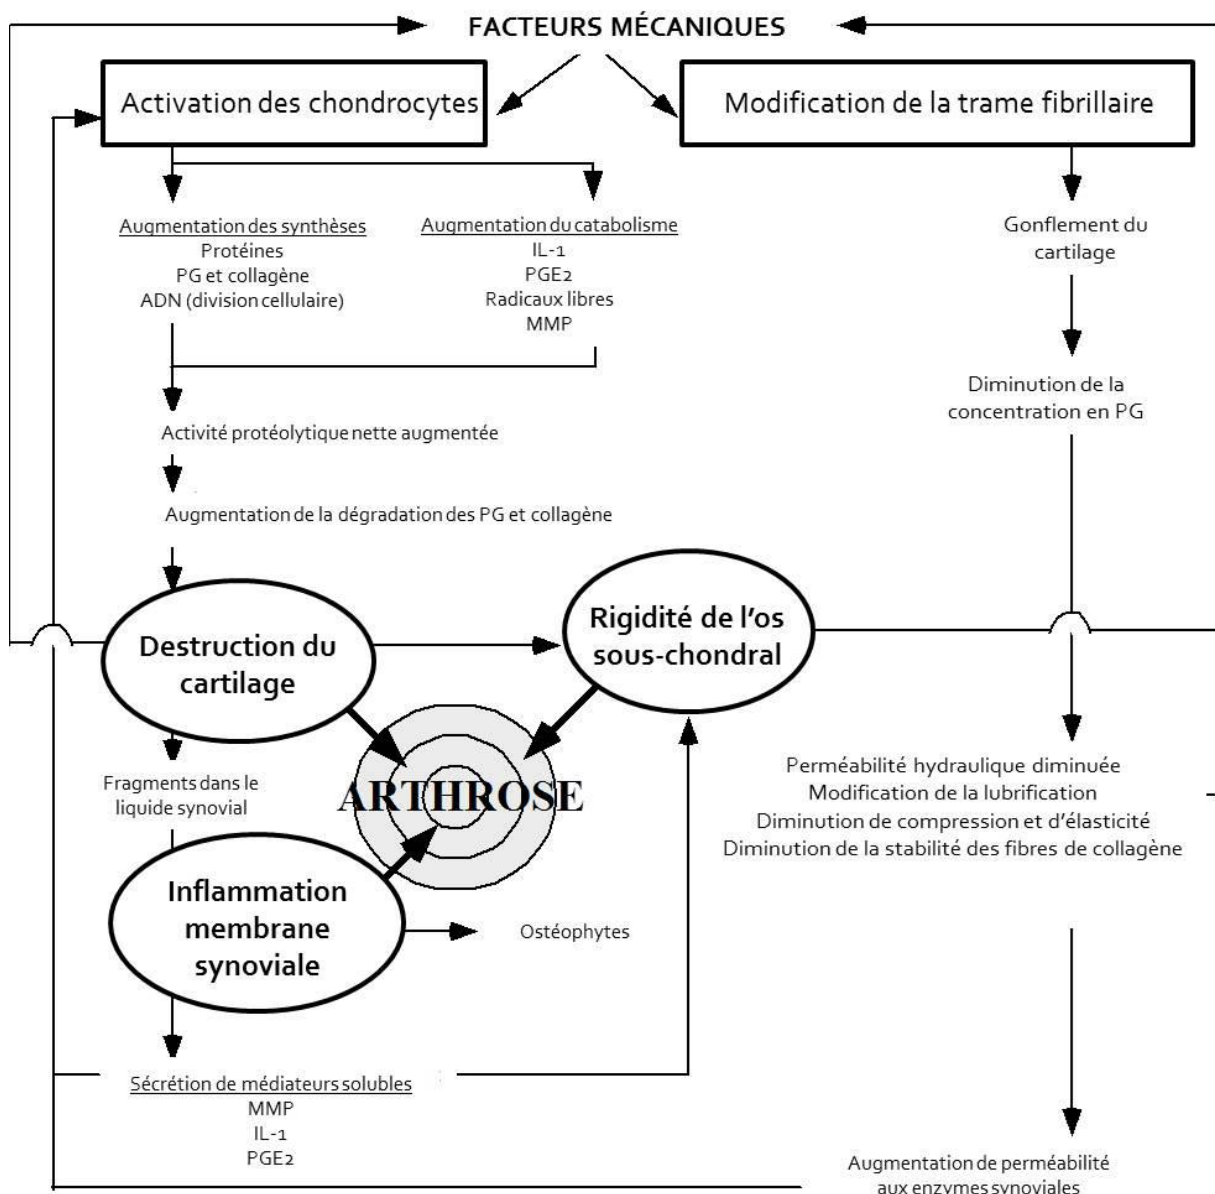 FACTEURS MÉCANIQUES
Activation des chondrocytes
Modification de la trame fibrillaire
Augmentation des synthèses
Protéines
PG et collagène
ADN (division cellulaire)
Augmentation du catabolisme
IL-1
PGE2
Radicaux libres
MMP
Gonflement du
cartilage
Diminution de la
concentration en PG
Activité protéolytique nette augmentée
Augmentation de la dégradation des PG et collagène
Destruction du
cartilage
Rigidité de l'os
sous-chondral
Fragments dans le
liquide synovial
ARTHROSE
Perméabilité hydraulique diminuée
Modification de la lubrification
Diminution de compression et d'élasticité
Diminution de la stabilité des fibres de collagène
Inflammation
membrane
synoviale
Ostéophytes
Sécrétion de médiateurs solubles
MMP
IL-1
PGE2
Augmentation de perméabilité
aux enzymes synoviales